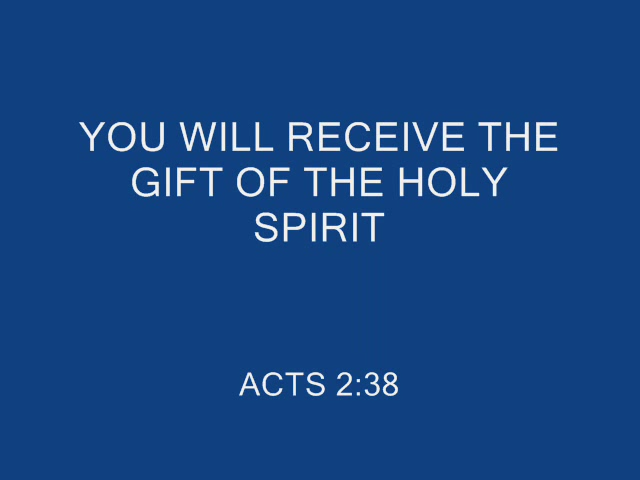 YOU WILL RECEIVE THE
GIFT OF THE HOLY
SPIRIT
ACTS 2:38